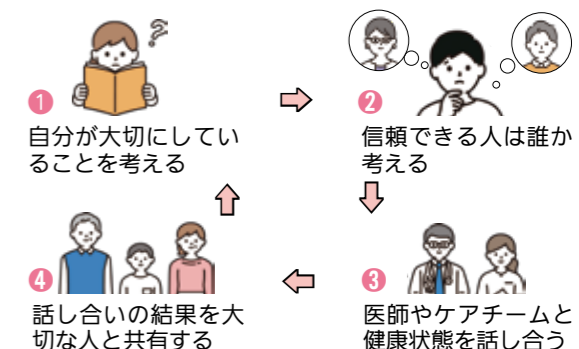 ❶
自分が大切にしてい
ることを考える
❷
信頼できる人は誰か
考える
❸
医師やケアチームと
健康状態を話し合う
❹
話し合いの結果を大
切な人と共有する